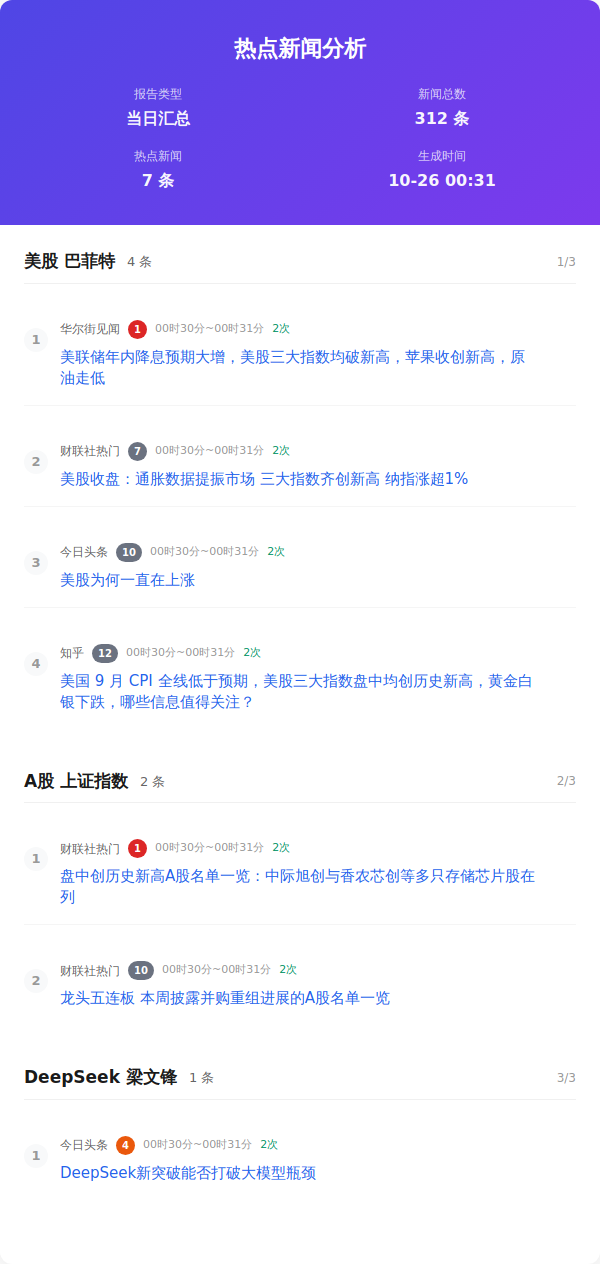 热点新闻分析
报告类型
新闻总数
当日汇总
312 条
热点新闻
生成时间
7 条
10-26 00:31
美股 巴菲特 4 条 1/3
1 华尔街见闻 1 00时30分~00时31分 2次
美联储年内降息预期大增，美股三大指数均破新高，苹果收创新高，原
油走低
2 财联社热门 7 00时30分~00时31分 2次
美股收盘：通胀数据提振市场 三大指数齐创新高 纳指涨超1%
3 今日头条 10 00时30分~00时31分 2次
美股为何一直在上涨
4 知乎 12 00时30分~00时31分 2次
美国 9 月 CPI 全线低于预期，美股三大指数盘中均创历史新高，黄金白
银下跌，哪些信息值得关注？
A股 上证指数 2 条 2/3
1 财联社热门 1 00时30分~00时31分 2次
盘中创历史新高A股名单一览：中际旭创与香农芯创等多只存储芯片股在
列
2 财联社热门 10 00时30分~00时31分 2次
龙头五连板 本周披露并购重组进展的A股名单一览
DeepSeek 梁文锋 1 条 3/3
1 今日头条 4 00时30分~00时31分 2次
DeepSeek新突破能否打破大模型瓶颈